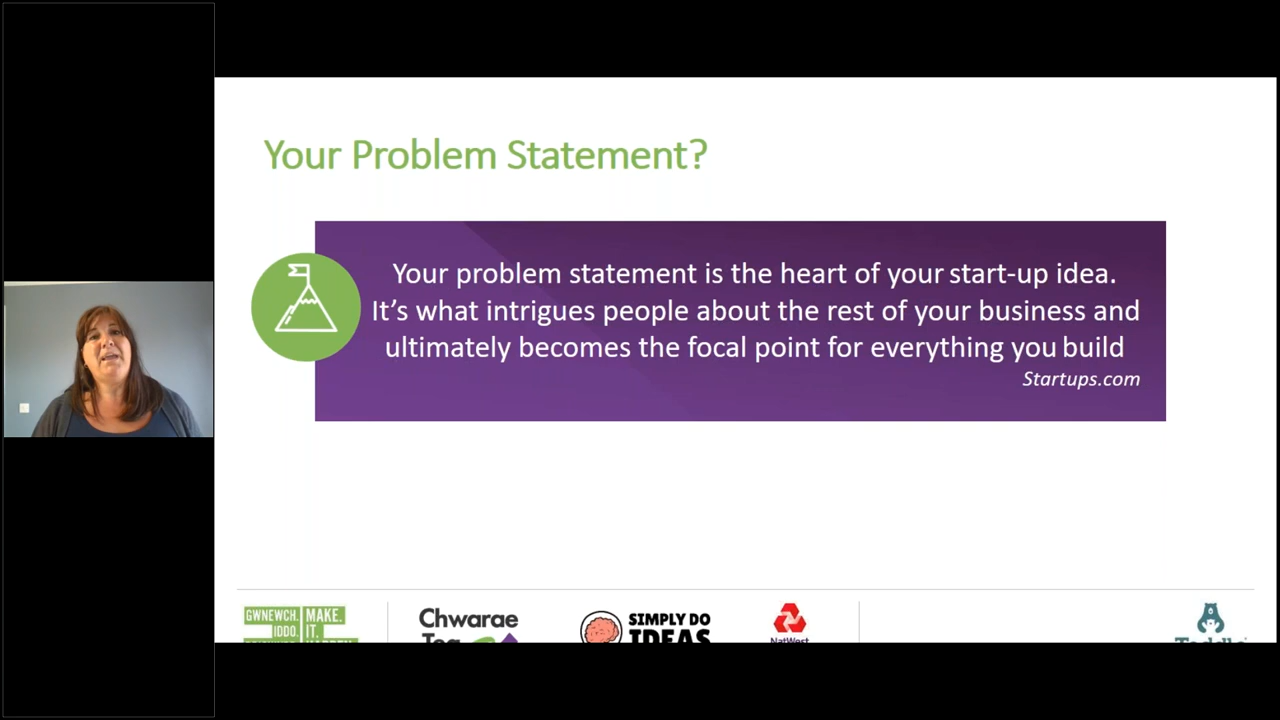 Your Problem Statement?
Your problem statement is the heart of your start-up idea.
It's what intrigues people about the rest of your business and
ultimately becomes the focal point for everything you build
Startups.com
GWNEWCH. MAKE.
IDDO. IT.
Chwarae
SIMPLY DO
IDEAS
NatWest